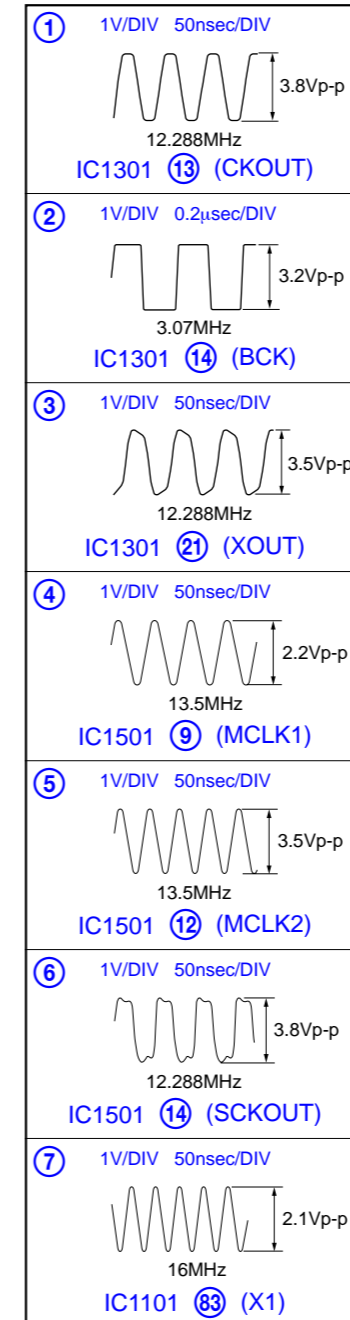 ① 1V/DIV 50nsec/DIV
3.8Vp-p
12.288MHz
IC1301 ⑬ (CKOUT)
② 1V/DIV 0.2μsec/DIV
3.2Vp-p
3.07MHz
IC1301 ⑭ (BCK)
③ 1V/DIV 50nsec/DIV
3.5Vp-p
12.288MHz
IC1301 ㉑ (XOUT)
④ 1V/DIV 50nsec/DIV
2.2Vp-p
13.5MHz
IC1501 ⑨ (MCLK1)
⑤ 1V/DIV 50nsec/DIV
3.5Vp-p
13.5MHz
IC1501 ⑫ (MCLK2)
⑥ 1V/DIV 50nsec/DIV
3.8Vp-p
12.288MHz
IC1501 ⑭ (SCKOUT)
⑦ 1V/DIV 50nsec/DIV
2.1Vp-p
16MHz
IC1101 83 (X1)